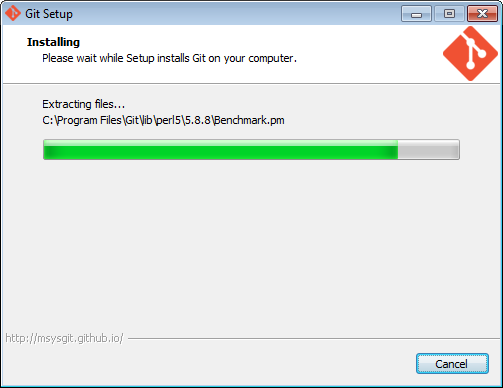 Git Setup
Installing
Please wait while Setup installs Git on your computer.
Extracting files...
C:\Program Files\Git\lib\perl5\5.8.8\Benchmark.pm
http://msysgit.github.io/
Cancel